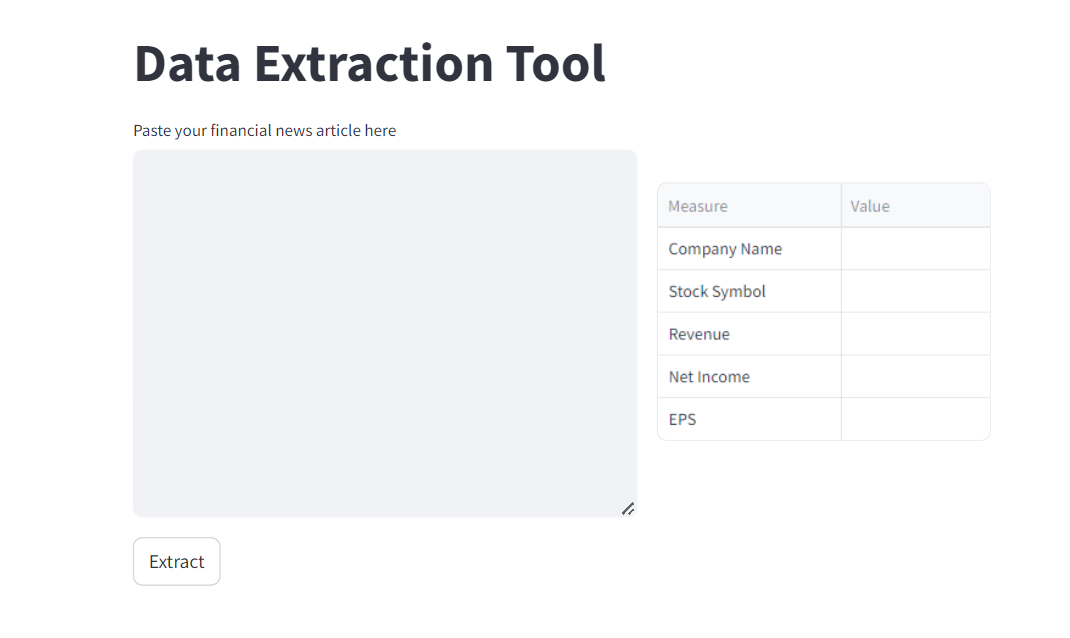 Data Extraction Tool
Paste your financial news article here
Measure Value
Company Name
Stock Symbol
Revenue
Net Income
EPS
Extract